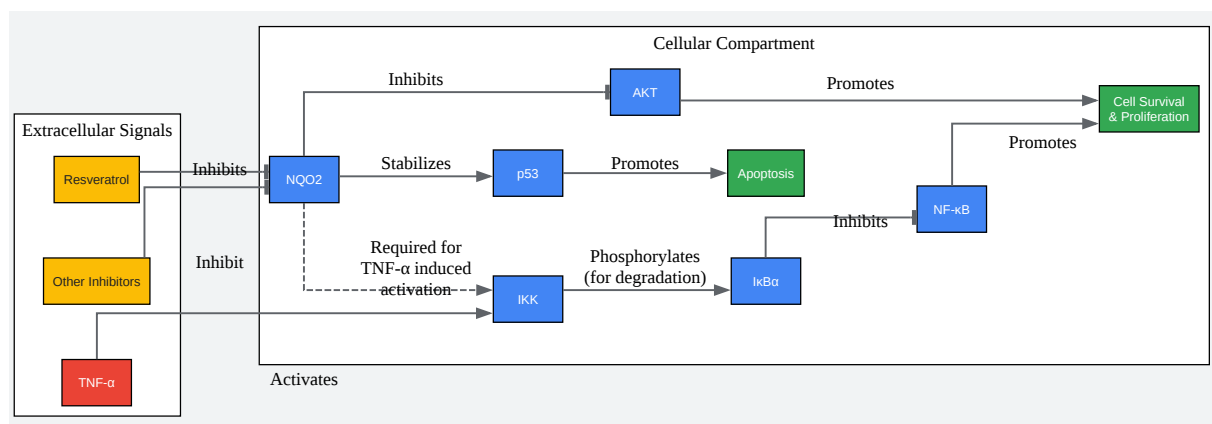 Cellular Compartment
Inhibits
AKT
Promotes
Cell Survival
& Proliferation
Extracellular Signals
Resveratrol
Inhibits
NQO2
Stabilizes
p53
Promotes
Apoptosis
Promotes
NF-κB
Inhibits
Other Inhibitors
Inhibit
Required for
TNF-α induced
activation
IKK
Phosphorylates
(for degradation)
IκBα
TNF-α
Activates